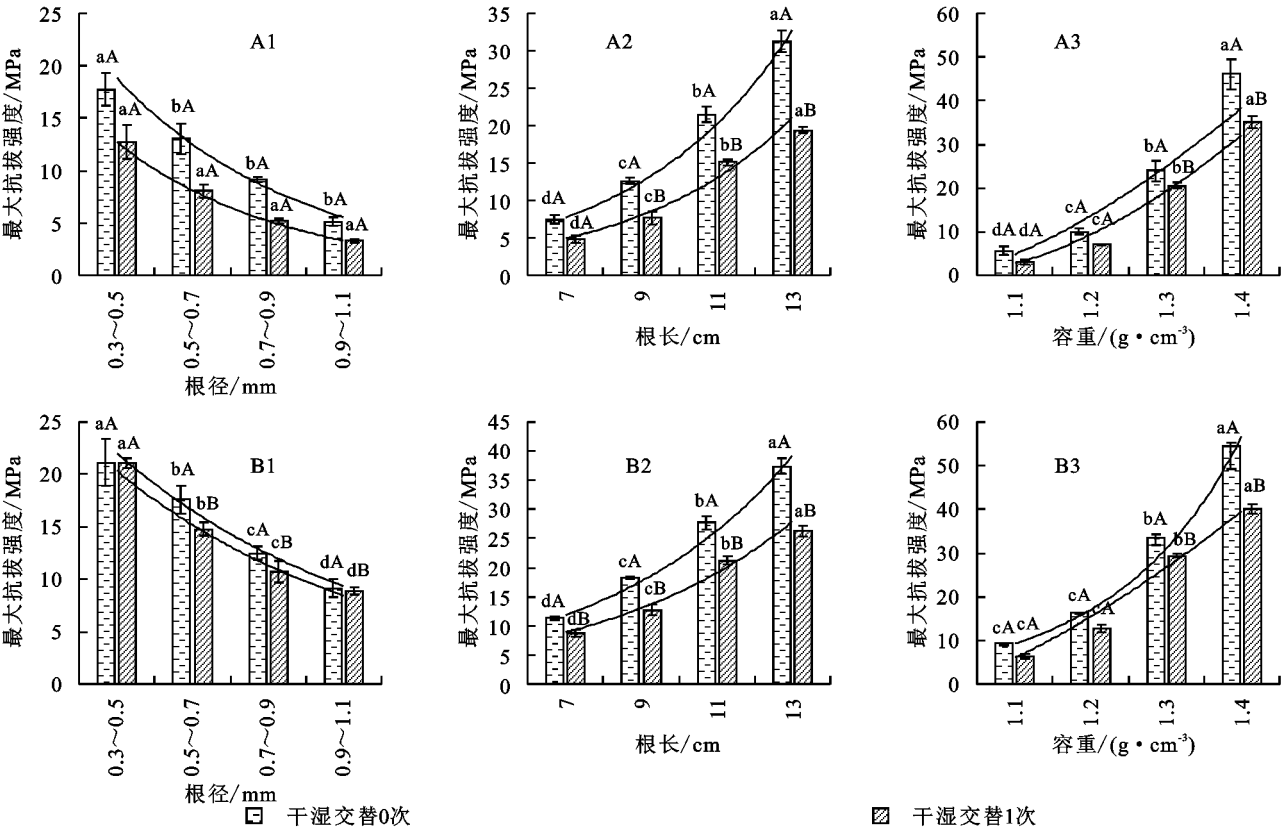 A1
最大抗拔强度/MPa
25
20
15
10
5
0
aA
aA
bA
aA
bA
aA
bA
aA
0.3～0.5
0.5～0.7
0.7～0.9
0.9～1.1
根径/mm
A2
最大抗拔强度/MPa
35
30
25
20
15
10
5
0
dA
dA
cA
cB
bA
bB
aA
aB
7
9
11
13
根长/cm
A3
最大抗拔强度/MPa
60
50
40
30
20
10
0
dA
dA
cA
cA
bA
bB
aA
aB
1.1
1.2
1.3
1.4
容重/(g·cm⁻³)
B1
最大抗拔强度/MPa
25
20
15
10
5
0
aA
aA
bA
bB
cA
cB
dA
dB
0.3～0.5
0.5～0.7
0.7～0.9
0.9～1.1
根径/mm
B2
最大抗拔强度/MPa
45
40
35
30
25
20
15
10
5
0
dA
dB
cA
cB
bA
bB
aA
aB
7
9
11
13
根长/cm
B3
最大抗拔强度/MPa
60
50
40
30
20
10
0
cA
cA
cA
cA
bA
bB
aA
aB
1.1
1.2
1.3
1.4
容重/(g·cm⁻³)
干湿交替0次
干湿交替1次